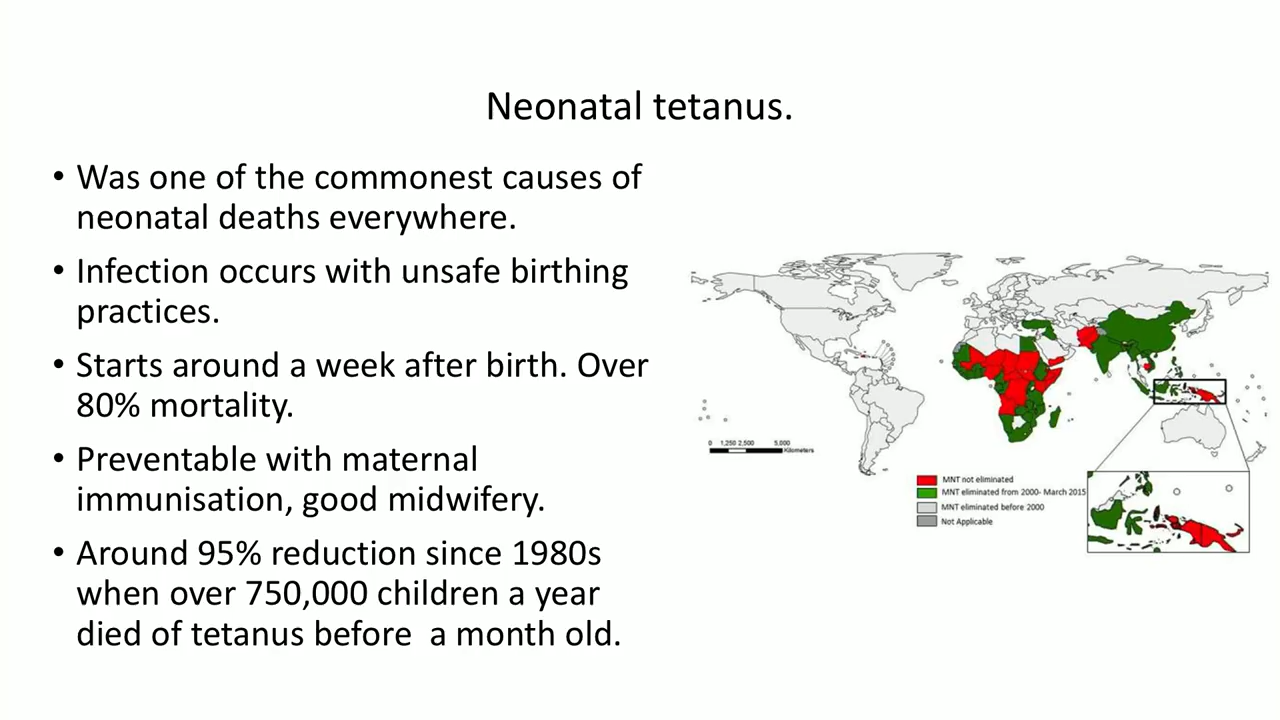 Neonatal tetanus.
• Was one of the commonest causes of
neonatal deaths everywhere.
• Infection occurs with unsafe birthing
practices.
• Starts around a week after birth. Over
80% mortality.
• Preventable with maternal
immunisation, good midwifery.
• Around 95% reduction since 1980s
when over 750,000 children a year
died of tetanus before  a month old.
0 1,250 2,500 5,000
Kilometers
MNT not eliminated
MNT eliminated from 2000- March 2015
MNT eliminated before 2000
Not Applicable